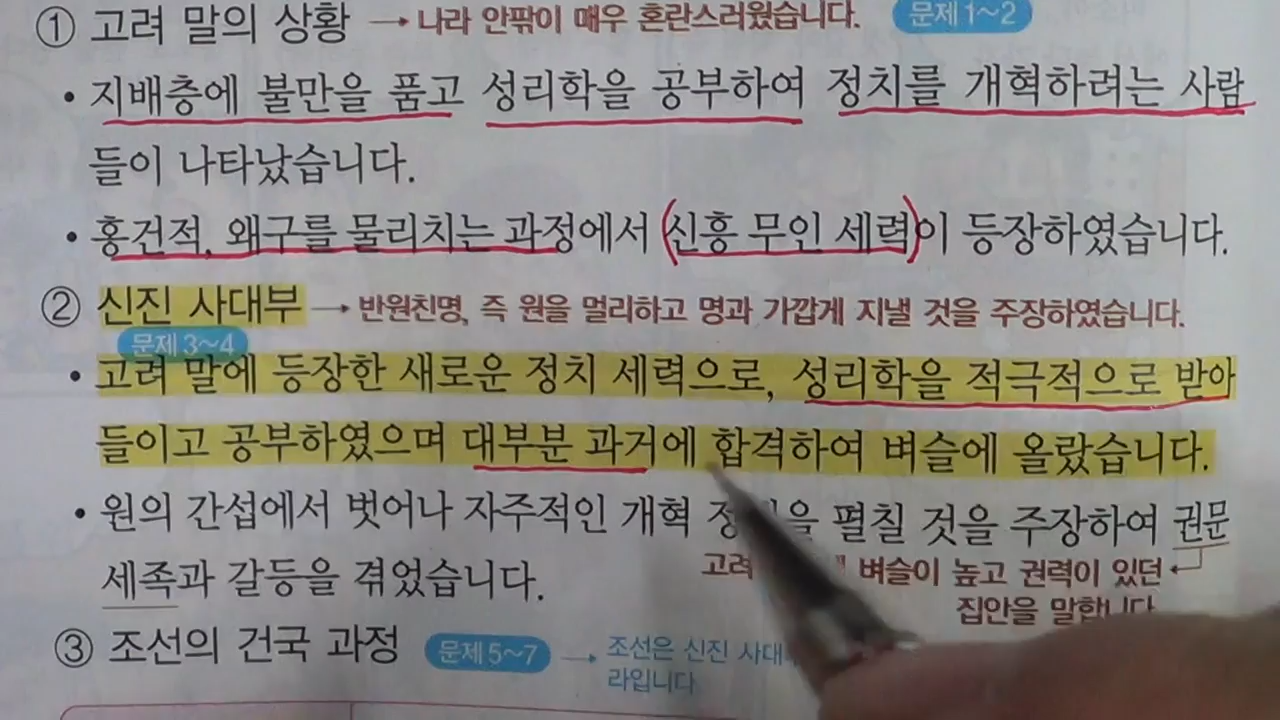 ① 고려 말의 상황 → 나라 안팎이 매우 혼란스러웠습니다. 문제 1~2
• 지배층에 불만을 품고 성리학을 공부하여 정치를 개혁하려는 사람
들이 나타났습니다.
• 홍건적, 왜구를 물리치는 과정에서 (신흥 무인 세력)이 등장하였습니다.
② 신진 사대부 → 반원친명, 즉 원을 멀리하고 명과 가깝게 지낼 것을 주장하였습니다.
문제 3~4
• 고려 말에 등장한 새로운 정치 세력으로, 성리학을 적극적으로 받아
들이고 공부하였으며 대부분 과거에 합격하여 벼슬에 올랐습니다.
• 원의 간섭에서 벗어나 자주적인 개혁 을 펼칠 것을 주장하여 권문
세족과 갈등을 겪었습니다.
고려 벼슬이 높고 권력이 있던
집안을 말합니다
③ 조선의 건국 과정 문제 5~7 → 조선은 신진
라입니다